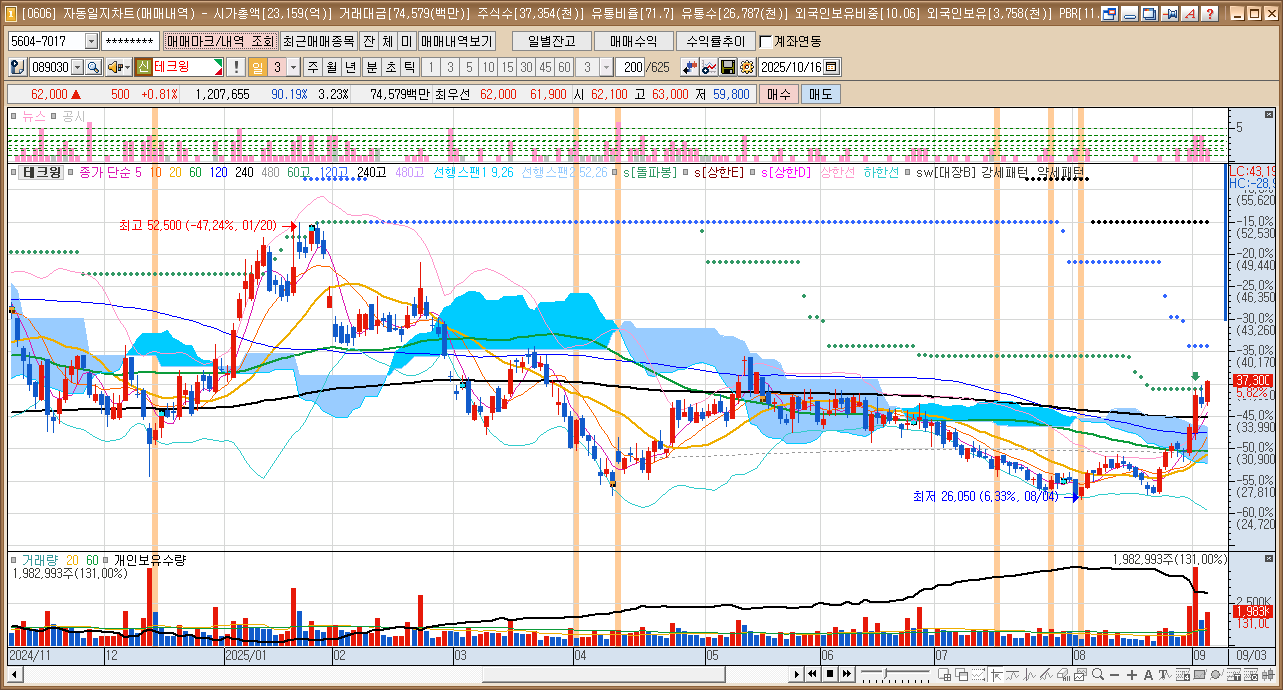 [0606] 자동일지차트(매매내역) - 시가총액[23,159(억)] 거래대금[74,579(백만)] 주식수[37,354(천)] 유통비율[71.7] 유통수[26,787(천)] 외국인보유비중[10.06] 외국인보유[3,758(천)] PBR[11.
5604-7017 ******** 매매마크/내역 조회 최근매매종목 잔 체 미 매매내역보기 일별잔고 매매수익 수익률추이 계좌연동
089030 신 테크윙 ! 일 3 주 월 년 분 초 틱 1 3 5 10 15 30 45 60 3 200 /625 2025/10/16
62,000 ▲ 500 +0.81% 1,207,655 90.19% 3.23% 74,579백만 최우선 62,000 61,900 시 62,100 고 63,000 저 59,800 매수 매도
뉴스 공시
5
테크윙 종가 단순 5 10 20 60 120 240 480 60고 120고 240고 480고 선행스팬1 9,26 선행스팬2 52,26 s[돌파봉] s[상한E] s[상한D] 상한선 하한선 sw[대장B] 강세패턴 약세패턴
LC:43.19
HC:-28.9
(55,620
-15.0%
(52,530
최고 52,500 (-47.24%, 01/20)
-20.0%
(49,440
-25.0%
(46,350
-30.0%
(43,260
-35.0%
(40,170
37,300
-45.0%
(33,990
-50.0%
(30,900
-55.0%
(27,810
최저 26,050 (6.33%, 08/04)
-60.0%
(24,720
거래량 20 60 개인보유수량
1,982,993주(131.00%)
1,982,993주(131.00%)
2,500K
1,983K
131.00
2024/11 12 2025/01 02 03 04 05 06 07 08 09 09/03